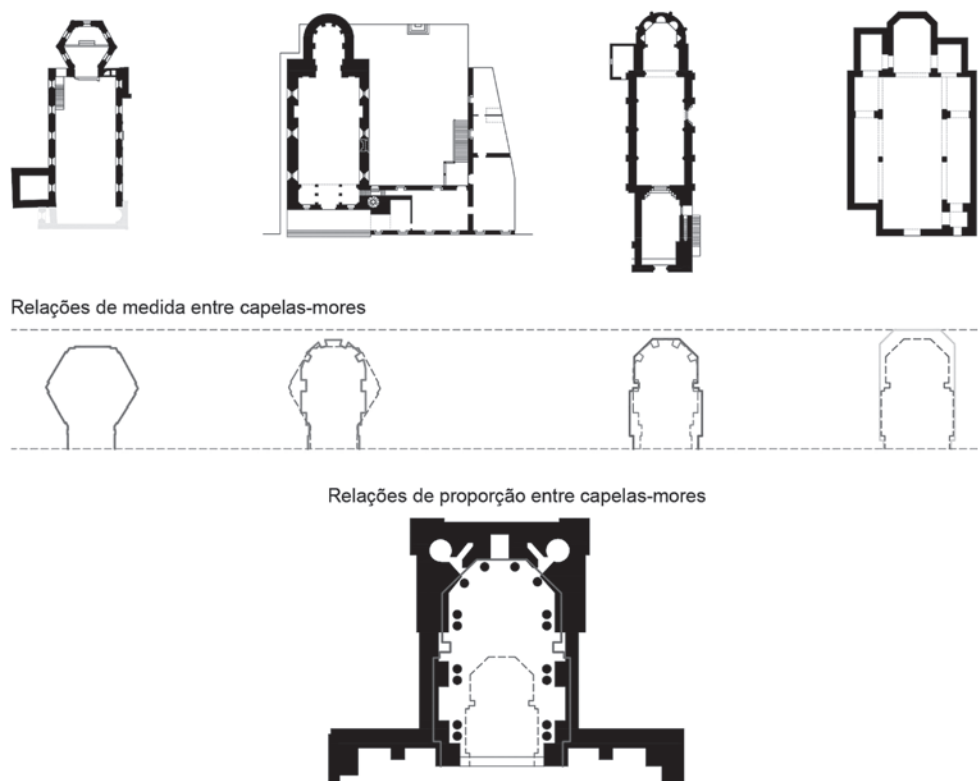 Relações de medida entre capelas-mores
Relações de proporção entre capelas-mores